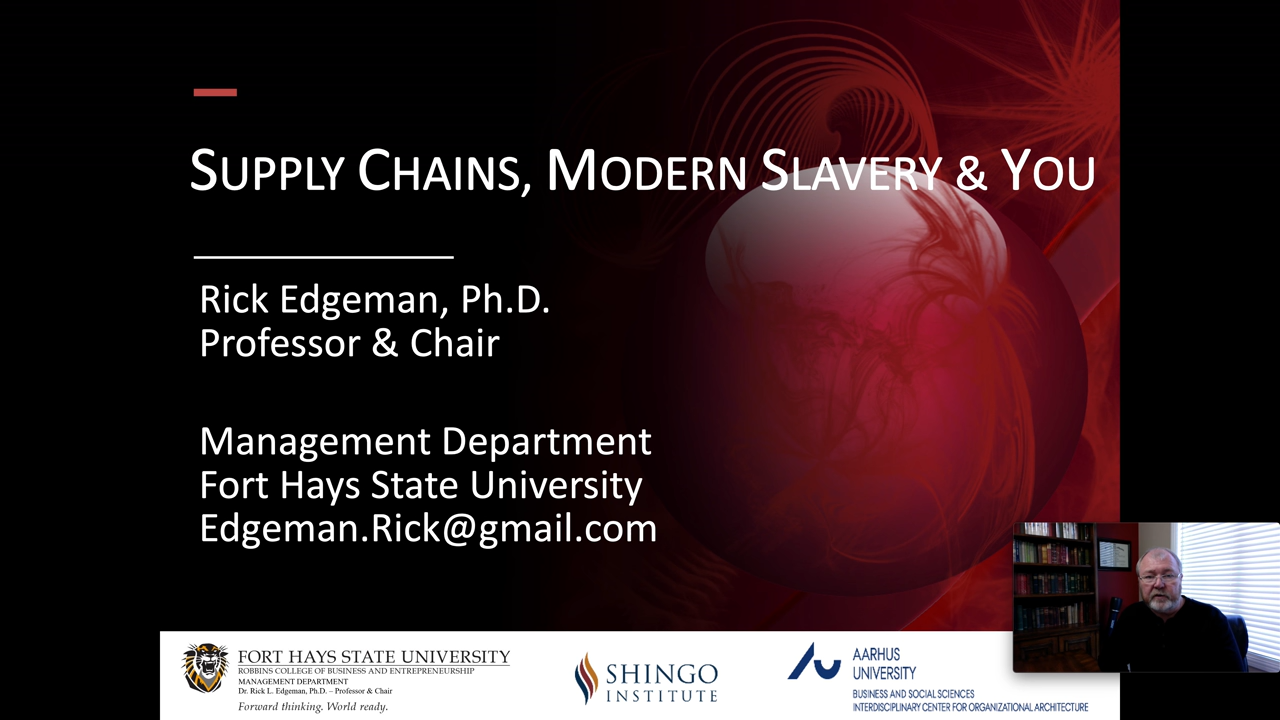 SUPPLY CHAINS, MODERN SLAVERY & YOU
Rick Edgeman, Ph.D.
Professor & Chair
Management Department
Fort Hays State University
Edgeman.Rick@gmail.com
FORT HAYS STATE UNIVERSITY
ROBBINS COLLEGE OF BUSINESS AND ENTREPRENEURSHIP
MANAGEMENT DEPARTMENT
Dr. Rick L. Edgeman, Ph.D. – Professor & Chair
Forward thinking. World ready.
SHINGO
INSTITUTE
AARHUS
UNIVERSITY
BUSINESS AND SOCIAL SCIENCES
INTERDISCIPLINARY CENTER FOR ORGANIZATIONAL ARCHITECTURE